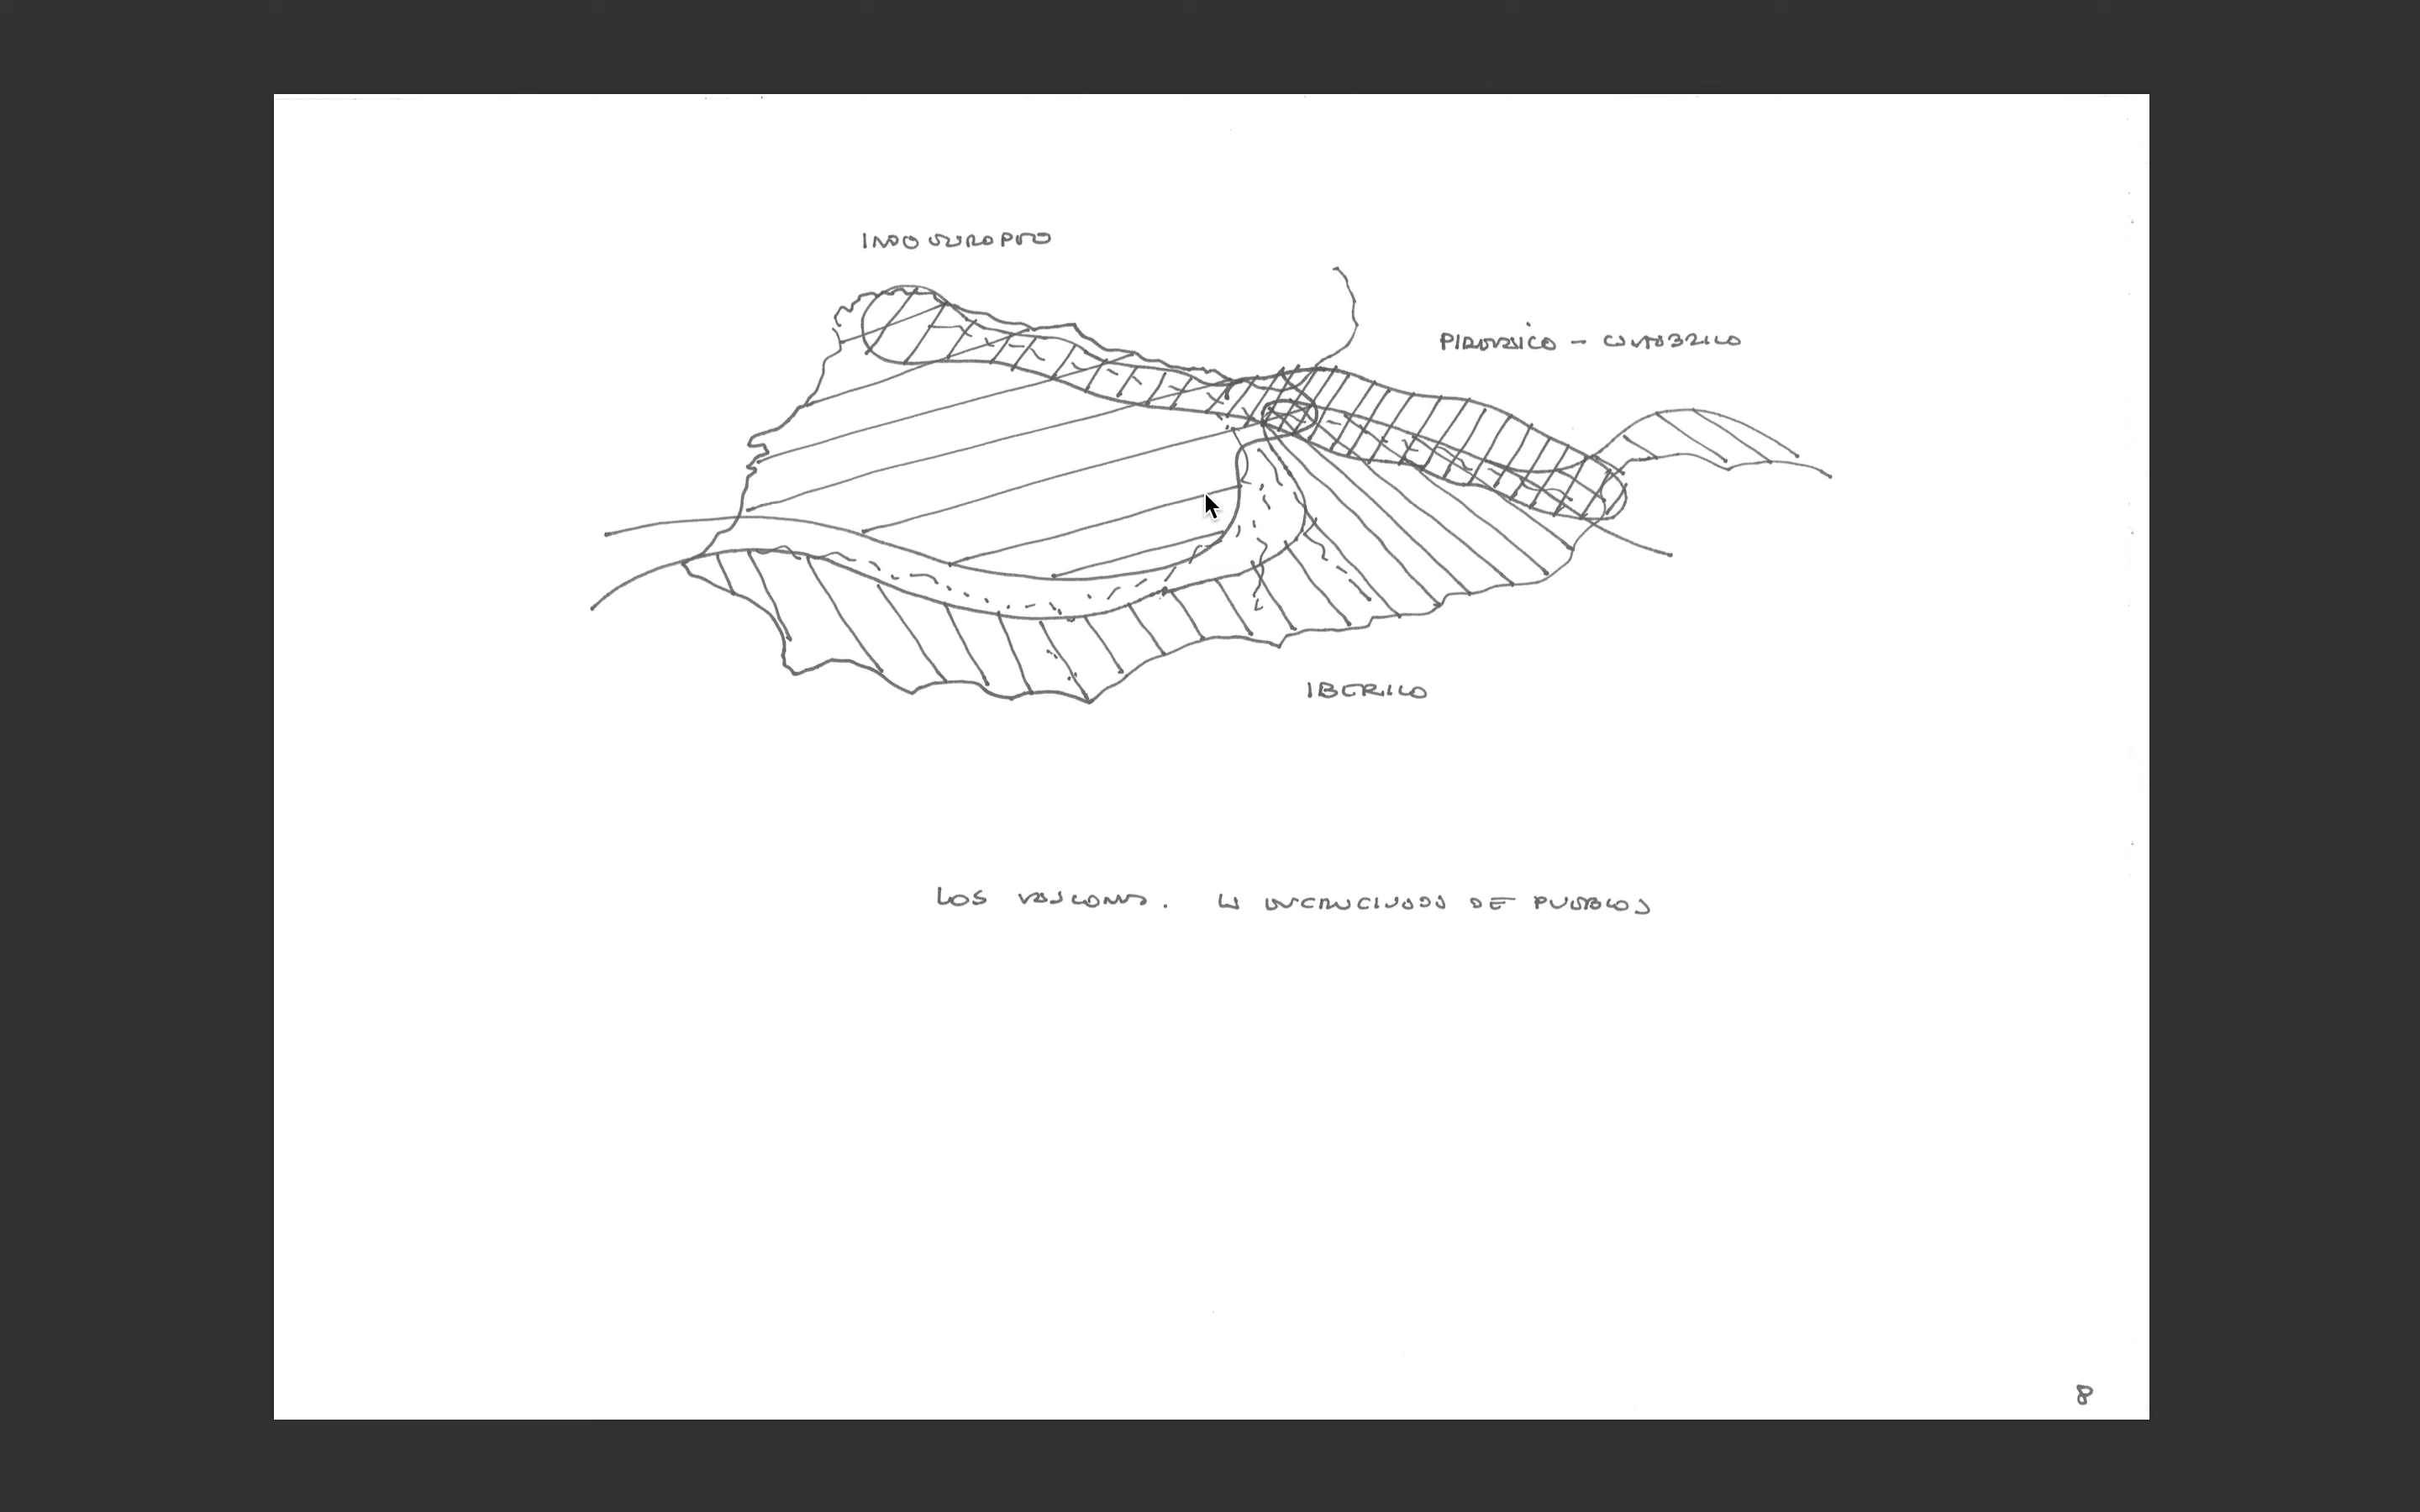 INDOEUROPEO
PIRENAICO - CANTABRICO
IBERICO
LOS VASCONES. LA ENCRUCIJADA DE PUEBLOS
8